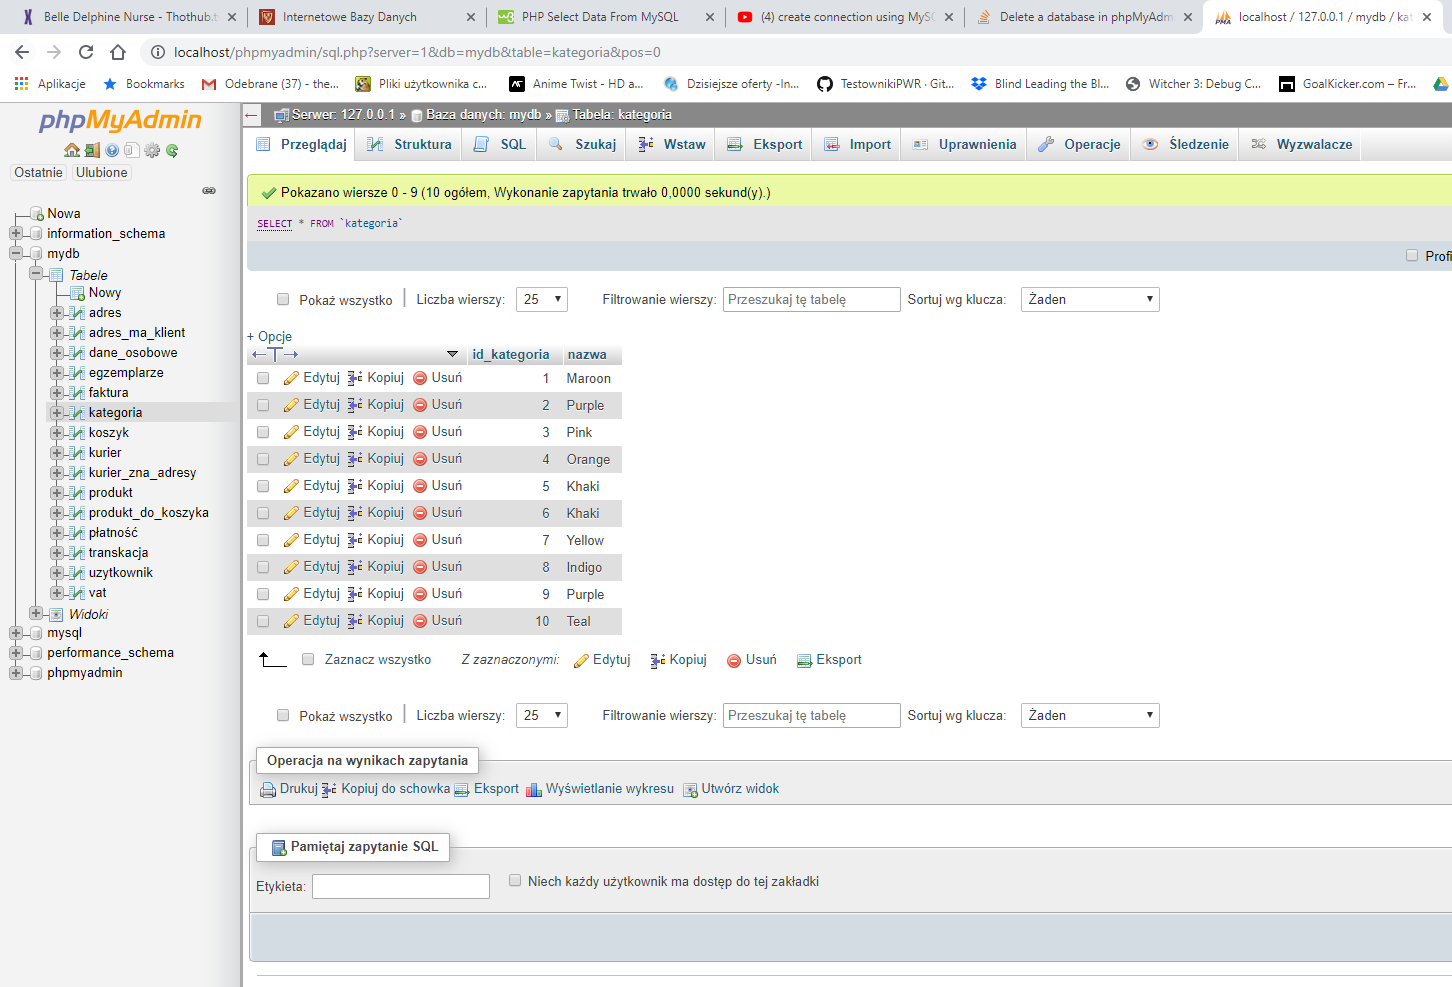 Belle Delphine Nurse - Thothub.t
Internetowe Bazy Danych
PHP Select Data From MySQL
(4) create connection using MyS
Delete a database in phpMyAdm
localhost / 127.0.0.1 / mydb / kat
localhost/phpmyadmin/sql.php?server=1&db=mydb&table=kategoria&pos=0
Aplikacje
Bookmarks
Odebrane (37) - the...
Pliki użytkownika c...
Anime Twist - HD a...
Dzisiejsze oferty -In...
TestownikiPWR · Git...
Blind Leading the Bl...
Witcher 3: Debug C...
GoalKicker.com – Fr...
phpMyAdmin
Ostatnie Ulubione
Nowa
information_schema
mydb
Tabele
Nowy
adres
adres_ma_klient
dane_osobowe
egzemplarze
faktura
kategoria
koszyk
kurier
kurier_zna_adresy
produkt
produkt_do_koszyka
płatność
transkacja
uzytkownik
vat
Widoki
mysql
performance_schema
phpmyadmin
Serwer: 127.0.0.1 » Baza danych: mydb » Tabela: kategoria
Przeglądaj Struktura SQL Szukaj Wstaw Eksport Import Uprawnienia Operacje Śledzenie Wyzwalacze
Pokazano wiersze 0 - 9 (10 ogółem, Wykonanie zapytania trwało 0,0000 sekund(y).)
SELECT * FROM `kategoria`
Profi
Pokaż wszystko Liczba wierszy: 25 Filtrowanie wierszy: Przeszukaj tę tabelę Sortuj wg klucza: Żaden
+ Opcje
←T→ id_kategoria nazwa
Edytuj Kopiuj Usuń 1 Maroon
Edytuj Kopiuj Usuń 2 Purple
Edytuj Kopiuj Usuń 3 Pink
Edytuj Kopiuj Usuń 4 Orange
Edytuj Kopiuj Usuń 5 Khaki
Edytuj Kopiuj Usuń 6 Khaki
Edytuj Kopiuj Usuń 7 Yellow
Edytuj Kopiuj Usuń 8 Indigo
Edytuj Kopiuj Usuń 9 Purple
Edytuj Kopiuj Usuń 10 Teal
Zaznacz wszystko Z zaznaczonymi: Edytuj Kopiuj Usuń Eksport
Pokaż wszystko Liczba wierszy: 25 Filtrowanie wierszy: Przeszukaj tę tabelę Sortuj wg klucza: Żaden
Operacja na wynikach zapytania
Drukuj Kopiuj do schowka Eksport Wyświetlanie wykresu Utwórz widok
Pamiętaj zapytanie SQL
Etykieta: Niech każdy użytkownik ma dostęp do tej zakładki